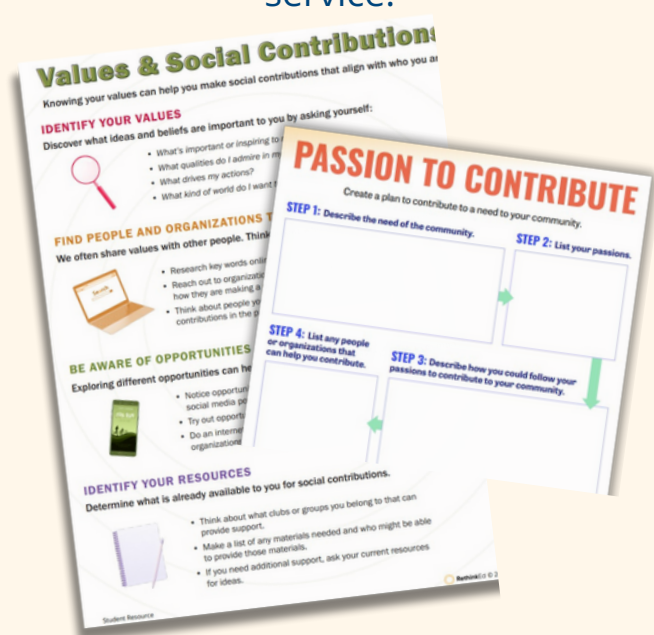 service.
Values & Social Contributions
Knowing your values can help you make social contributions that align with who you
IDENTIFY YOUR VALUES
Discover what ideas and beliefs are important to you by asking yourself:
• What's important or inspiring to
• What qualities do I admire in
• What drives my actions?
• What kind of world do I want
FIND PEOPLE AND ORGANIZATIONS
We often share values with other people. Think
Search
• Research key words
• Reach out to
how they are making a
• Think about people
contributions in the
BE AWARE OF OPPORTUNITIES
Exploring different opportunities can
• Notice
social media
• Try out
• Do an
IDENTIFY YOUR RESOURCES
Determine what is already available to you for social contributions.
• Think about what clubs or groups you belong to that can
provide support.
• Make a list of any materials needed and who might be able
to provide those materials.
• If you need additional support, ask your current resources
for ideas.
Student Resource
RethinkEd ©
PASSION TO CONTRIBUTE
Create a plan to contribute to a need to your community.
STEP 1: Describe the need of the community.
STEP 2: List your passions.
STEP 3: Describe how you could follow your
passions to contribute to your community.
STEP 4: List any people
or organizations that
can help you contribute.